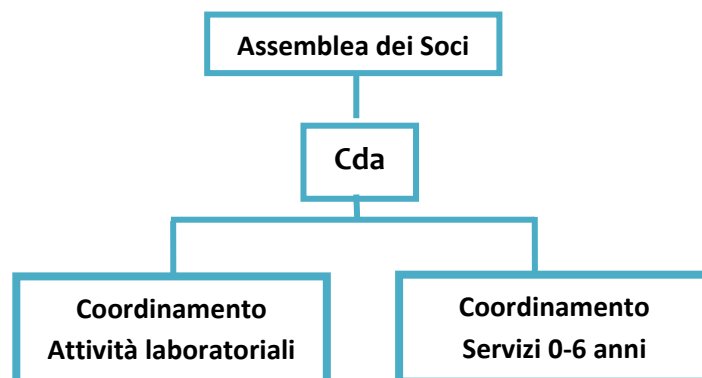 Assemblea dei Soci
Cda
Coordinamento
Attività laboratoriali
Coordinamento
Servizi 0-6 anni